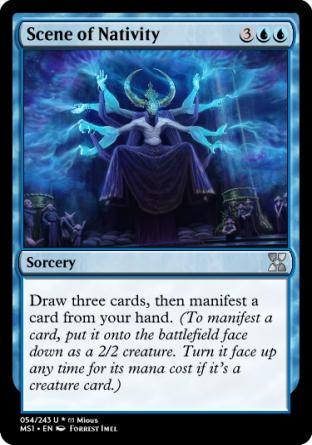 Scene of Nativity 3
Sorcery
Draw three cards, then manifest a
card from your hand. (To manifest a
card, put it onto the battlefield face
down as a 2/2 creature. Turn it face up
any time for its mana cost if it's a
creature card.)
054/243 U * Mious
MS1 • EN Forrest Imel